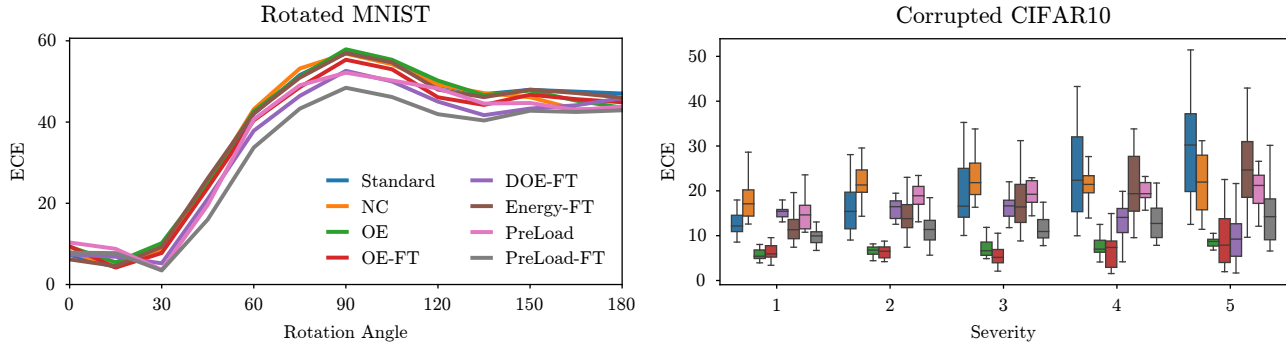 Rotated MNIST
60
40
20
0
ECE
0 30 60 90 120 150 180
Rotation Angle
Standard
NC
OE
OE-FT
DOE-FT
Energy-FT
PreLoad
PreLoad-FT
Corrupted CIFAR10
50
40
30
20
10
0
ECE
1 2 3 4 5
Severity